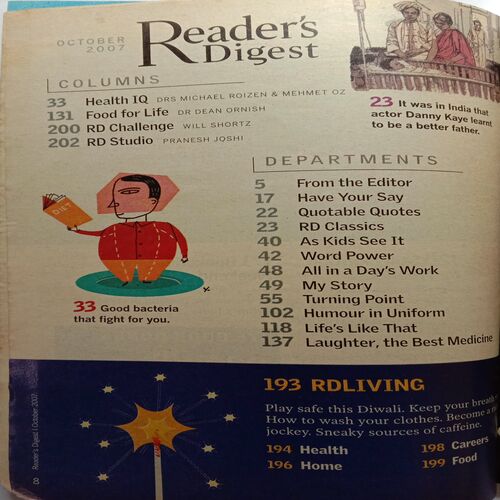 OCTOBER
2007
Reader's
Digest
COLUMNS
33 Health IQ DRS MICHAEL ROIZEN & MEHMET OZ
131 Food for Life DR DEAN ORNISH
200 RD Challenge WILL SHORTZ
202 RD Studio PRANESH JOSHI
23 It was in India that
actor Danny Kaye learnt
to be a better father.
DEPARTMENTS
5 From the Editor
17 Have Your Say
22 Quotable Quotes
23 RD Classics
40 As Kids See It
42 Word Power
48 All in a Day's Work
49 My Story
55 Turning Point
102 Humour in Uniform
118 Life's Like That
137 Laughter, the Best Medicine
DIET
33 Good bacteria
that fight for you.
193 RDLIVING
Play safe this Diwali. Keep your breath
How to wash your clothes. Become a
jockey. Sneaky sources of caffeine.
194 Health
196 Home
198 Careers
199 Food
8 Reader's Digest | October 2007